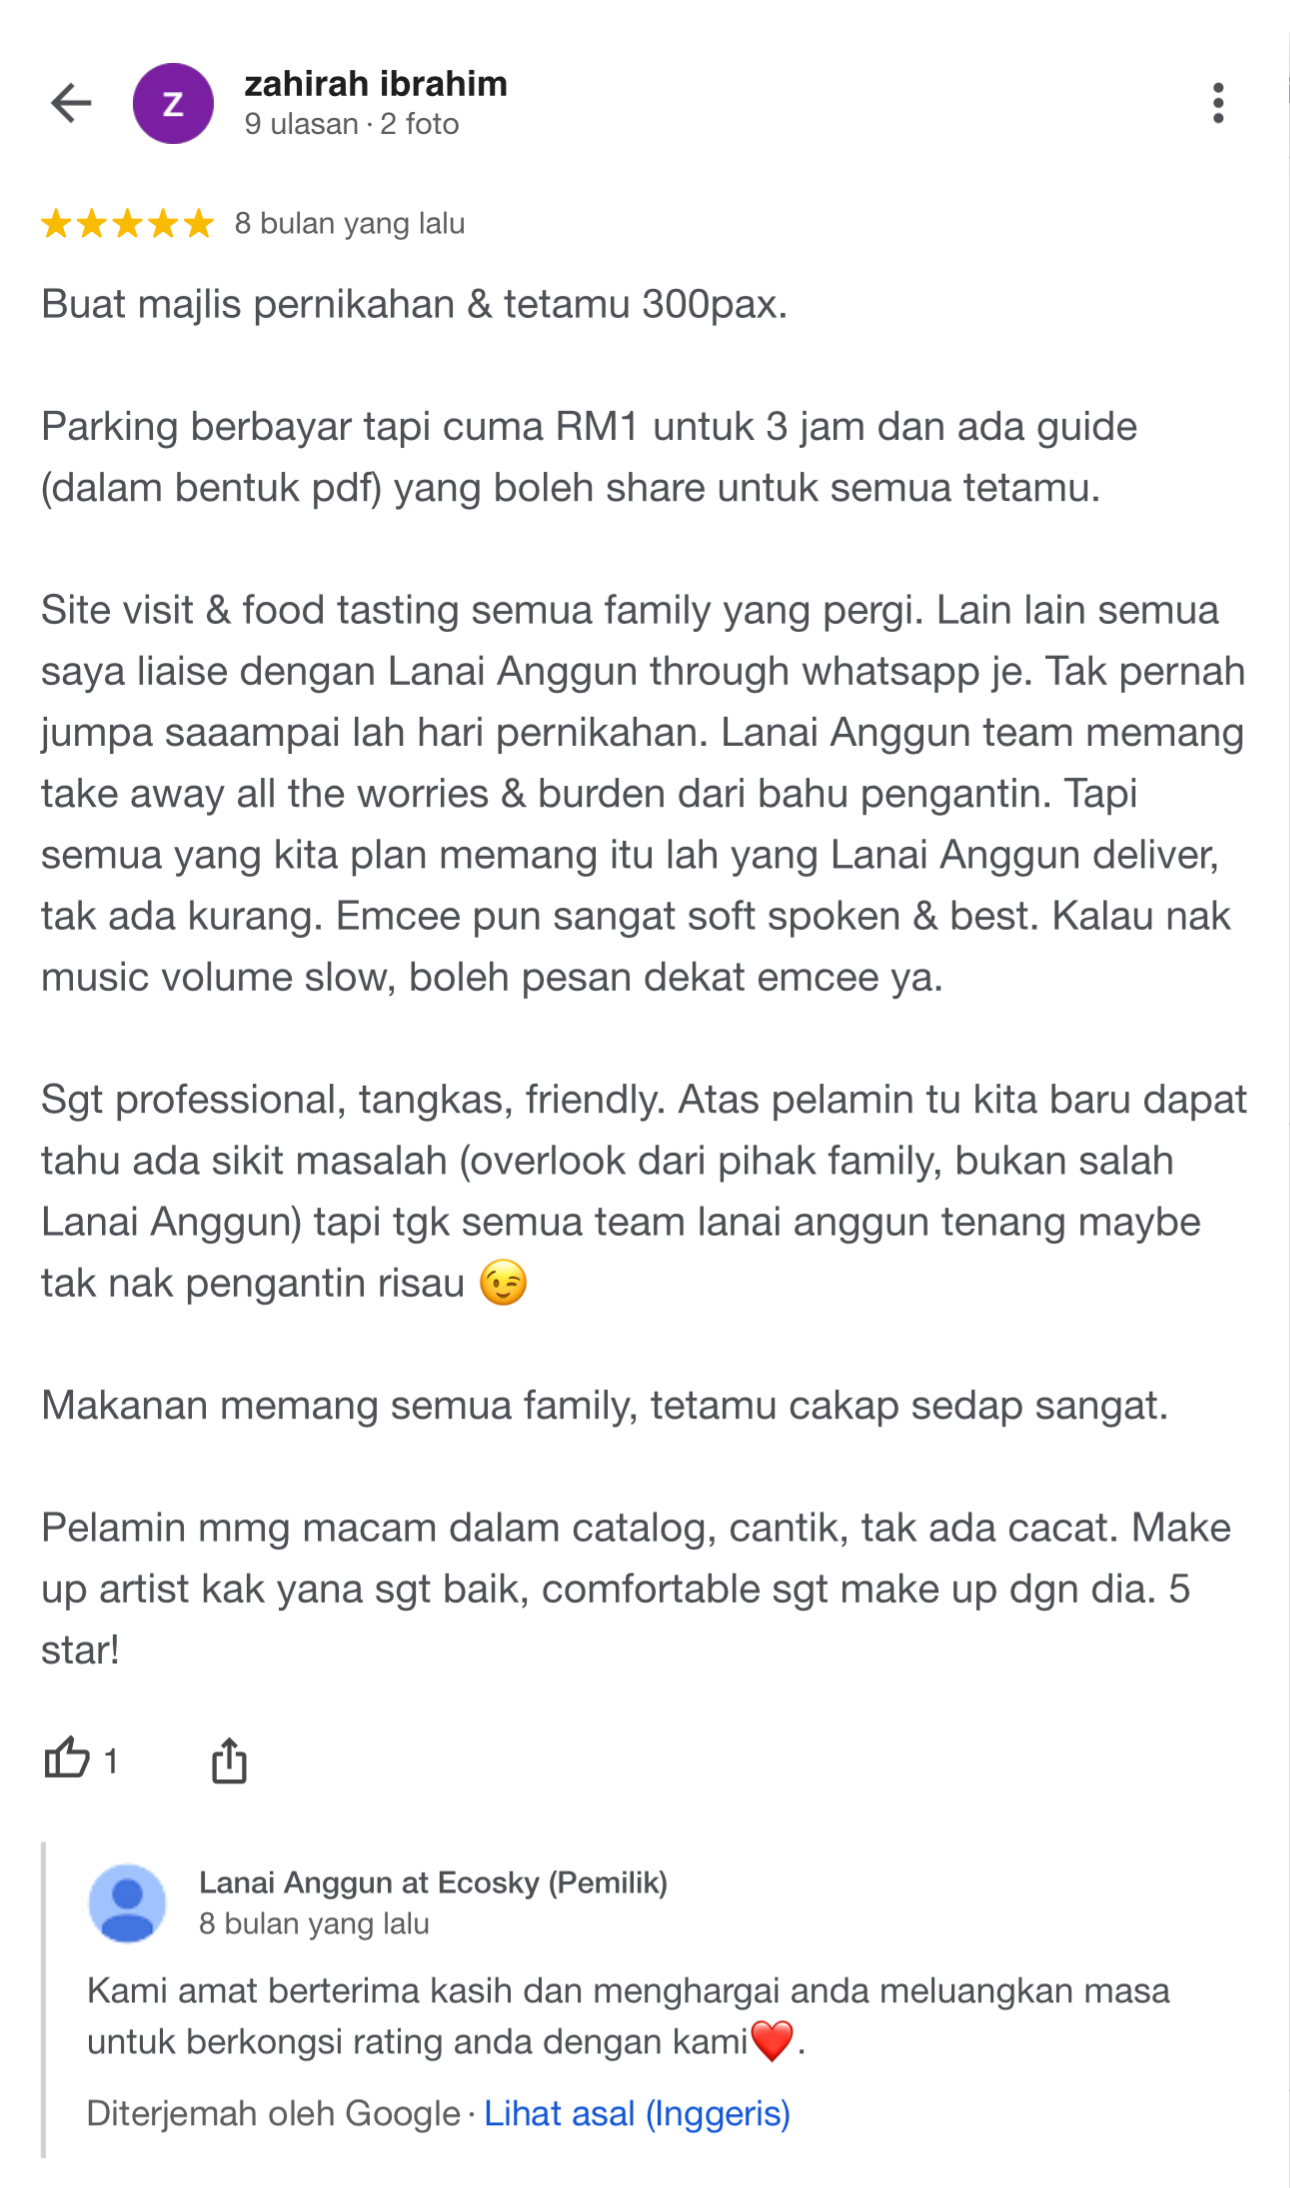 zahirah ibrahim
Z
9 ulasan · 2 foto
8 bulan yang lalu
Buat majlis pernikahan & tetamu 300pax.
Parking berbayar tapi cuma RM1 untuk 3 jam dan ada guide
(dalam bentuk pdf) yang boleh share untuk semua tetamu.
Site visit & food tasting semua family yang pergi. Lain lain semua
saya liaise dengan Lanai Anggun through whatsapp je. Tak pernah
jumpa saaampai lah hari pernikahan. Lanai Anggun team memang
take away all the worries & burden dari bahu pengantin. Tapi
semua yang kita plan memang itu lah yang Lanai Anggun deliver,
tak ada kurang. Emcee pun sangat soft spoken & best. Kalau nak
music volume slow, boleh pesan dekat emcee ya.
Sgt professional, tangkas, friendly. Atas pelamin tu kita baru dapat
tahu ada sikit masalah (overlook dari pihak family, bukan salah
Lanai Anggun) tapi tgk semua team lanai anggun tenang maybe
tak nak pengantin risau 😉
Makanan memang semua family, tetamu cakap sedap sangat.
Pelamin mmg macam dalam catalog, cantik, tak ada cacat. Make
up artist kak yana sgt baik, comfortable sgt make up dgn dia. 5
star!
1
Lanai Anggun at Ecosky (Pemilik)
8 bulan yang lalu
Kami amat berterima kasih dan menghargai anda meluangkan masa
untuk berkongsi rating anda dengan kami❤️.
Diterjemah oleh Google · Lihat asal (Inggeris)